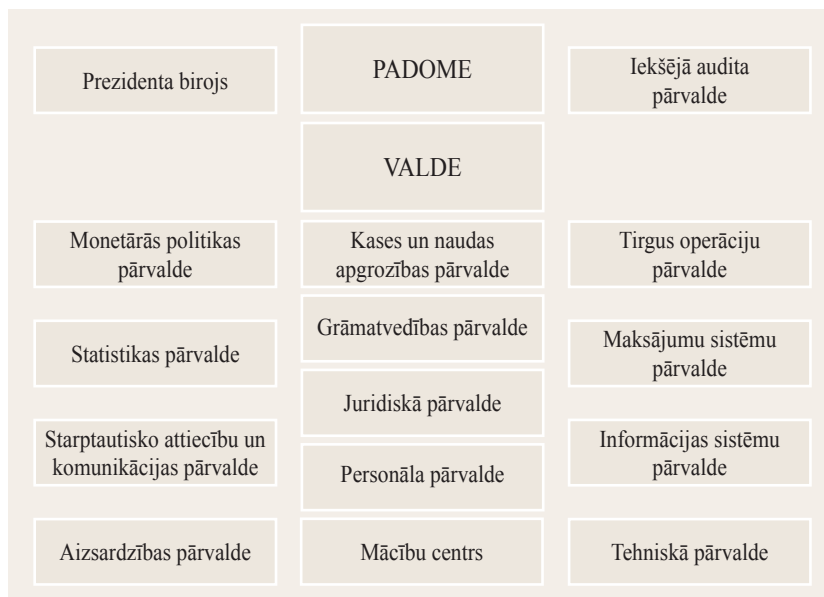 Prezidenta birojs
PADOME
Iekšējā audita
pārvalde
VALDE
Monetārās politikas
pārvalde
Kases un naudas
apgrozības pārvalde
Tirgus operāciju
pārvalde
Grāmatvedības pārvalde
Statistikas pārvalde
Maksājumu sistēmu
pārvalde
Juridiskā pārvalde
Starptautisko attiecību un
komunikācijas pārvalde
Personāla pārvalde
Informācijas sistēmu
pārvalde
Aizsardzības pārvalde
Mācību centrs
Tehniskā pārvalde